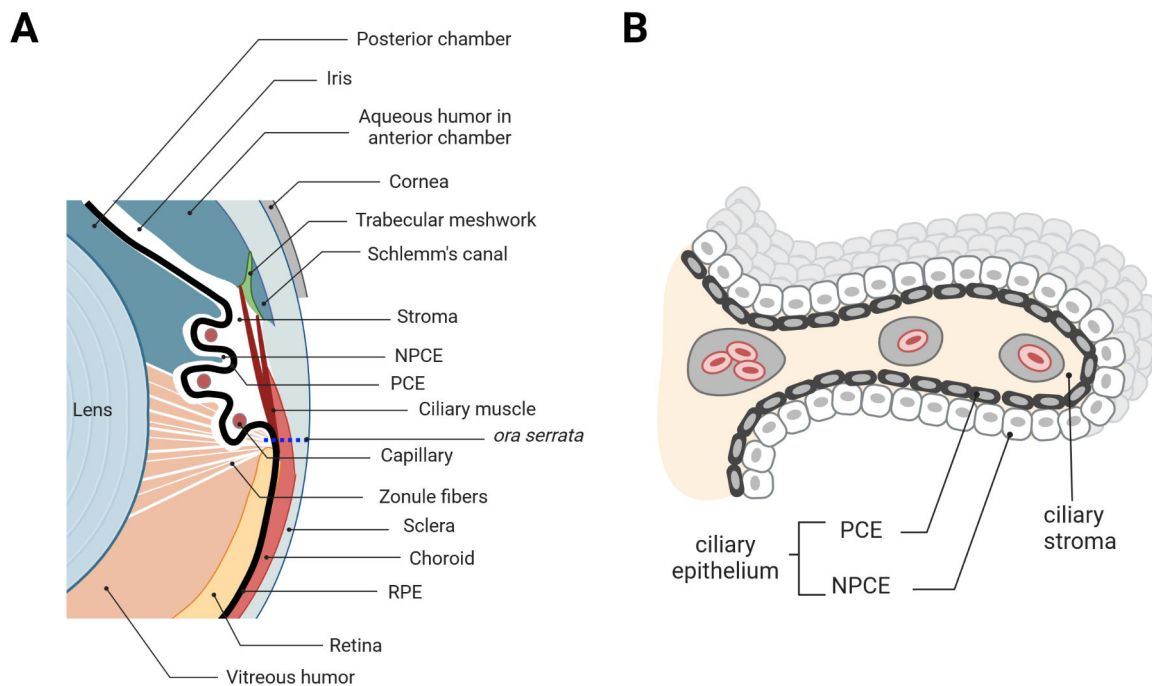 A
Posterior chamber
Iris
Aqueous humor in
anterior chamber
Cornea
Trabecular meshwork
Schlemm's canal
Stroma
NPCE
PCE
Lens
Ciliary muscle
ora serrata
Capillary
Zonule fibers
Sclera
Choroid
RPE
Retina
Vitreous humor
B
ciliary
epithelium
PCE
NPCE
ciliary
stroma